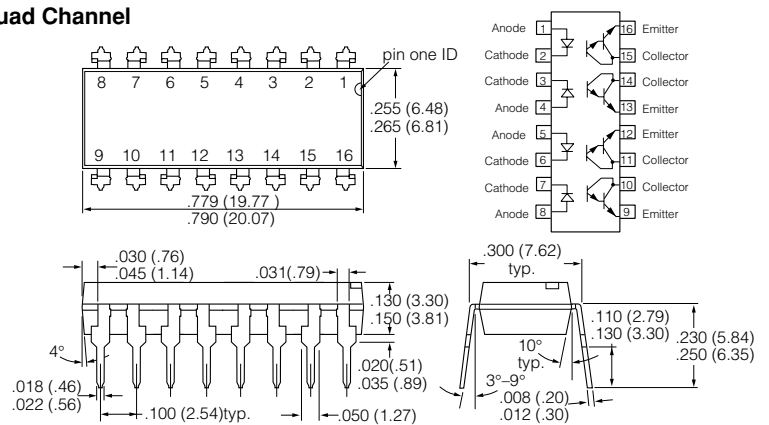 uad Channel
pin one ID
8 7 6 5 4 3 2 1
9 10 11 12 13 14 15 16
.255 (6.48)
.265 (6.81)
.779 (19.77 )
.790 (20.07)
Anode 1 16 Emitter
Cathode 2 15 Collector
Cathode 3 14 Collector
Anode 4 13 Emitter
Anode 5 12 Emitter
Cathode 6 11 Collector
Cathode 7 10 Collector
Anode 8 9 Emitter
.030 (.76)
.045 (1.14)
.031(.79)
.130 (3.30)
.150 (3.81)
4°
.020(.51)
.035 (.89)
.018 (.46)
.022 (.56)
.100 (2.54)typ.
.050 (1.27)
.300 (7.62)
typ.
.110 (2.79)
.130 (3.30)
.230 (5.84)
.250 (6.35)
10°
typ.
3°–9°
.008 (.20)
.012 (.30)